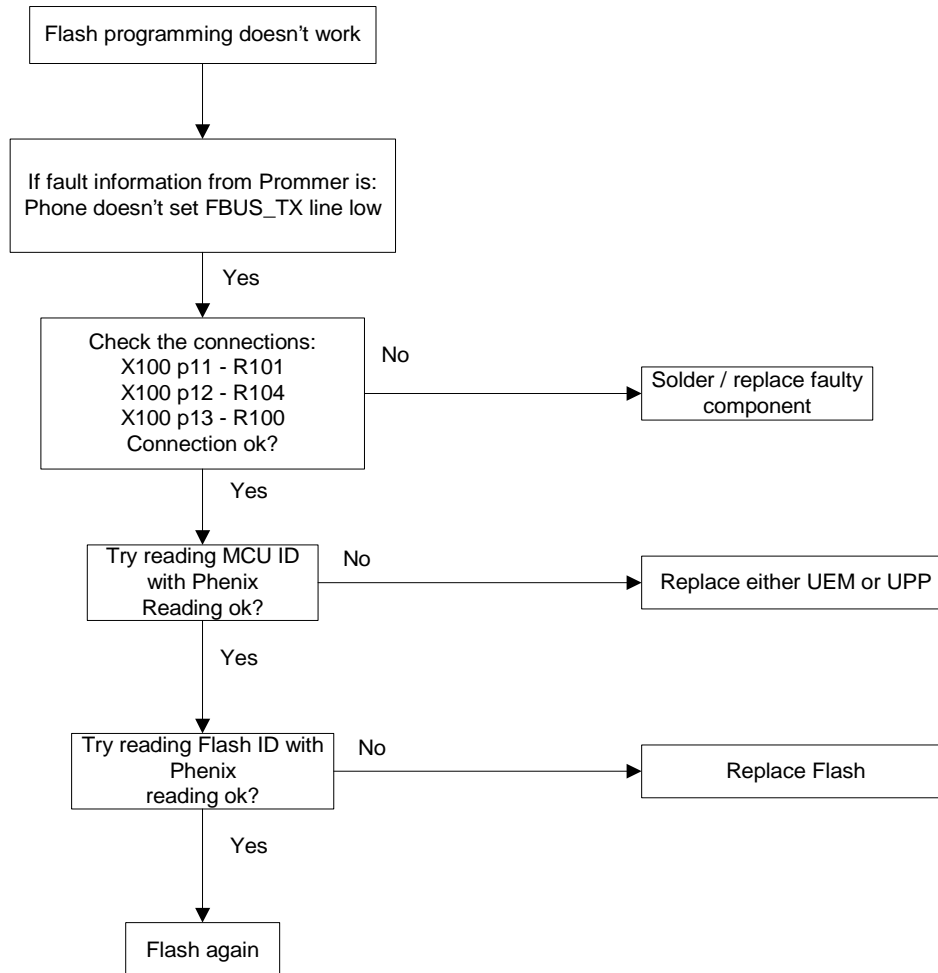 Flash programming doesn’t work
If fault information from Prommer is:
Phone doesn’t set FBUS_TX line low
Yes
Check the connections:
X100 p11 - R101
X100 p12 - R104
X100 p13 - R100
Connection ok?
No
Solder / replace faulty
component
Yes
Try reading MCU ID
with Phenix
Reading ok?
No
Replace either UEM or UPP
Yes
Try reading Flash ID with
Phenix
reading ok?
No
Replace Flash
Yes
Flash again